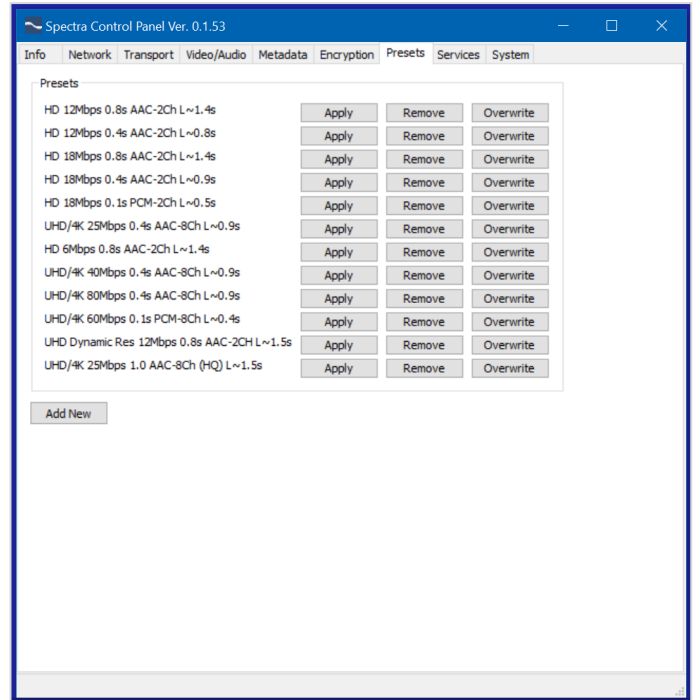 Spectra Control Panel Ver. 0.1.53
Info Network Transport Video/Audio Metadata Encryption Presets Services System
Presets
HD 12Mbps 0.8s AAC-2Ch L~1.4s Apply Remove Overwrite
HD 12Mbps 0.4s AAC-2Ch L~0.8s Apply Remove Overwrite
HD 18Mbps 0.8s AAC-2Ch L~1.4s Apply Remove Overwrite
HD 18Mbps 0.4s AAC-2Ch L~0.9s Apply Remove Overwrite
HD 18Mbps 0.1s PCM-2Ch L~0.5s Apply Remove Overwrite
UHD/4K 25Mbps 0.4s AAC-8Ch L~0.9s Apply Remove Overwrite
HD 6Mbps 0.8s AAC-2Ch L~1.4s Apply Remove Overwrite
UHD/4K 40Mbps 0.4s AAC-8Ch L~0.9s Apply Remove Overwrite
UHD/4K 80Mbps 0.4s AAC-8Ch L~0.9s Apply Remove Overwrite
UHD/4K 60Mbps 0.1s PCM-8Ch L~0.4s Apply Remove Overwrite
UHD Dynamic Res 12Mbps 0.8s AAC-2CH L~1.5s Apply Remove Overwrite
UHD/4K 25Mbps 1.0 AAC-8Ch (HQ) L~1.5s Apply Remove Overwrite
Add New